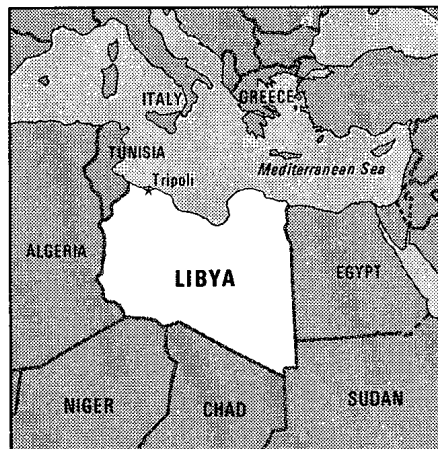 ITALY
GREECE
TUNISIA
Mediterranean Sea
Tripoli
ALGERIA
LIBYA
EGYPT
NIGER
CHAD
SUDAN